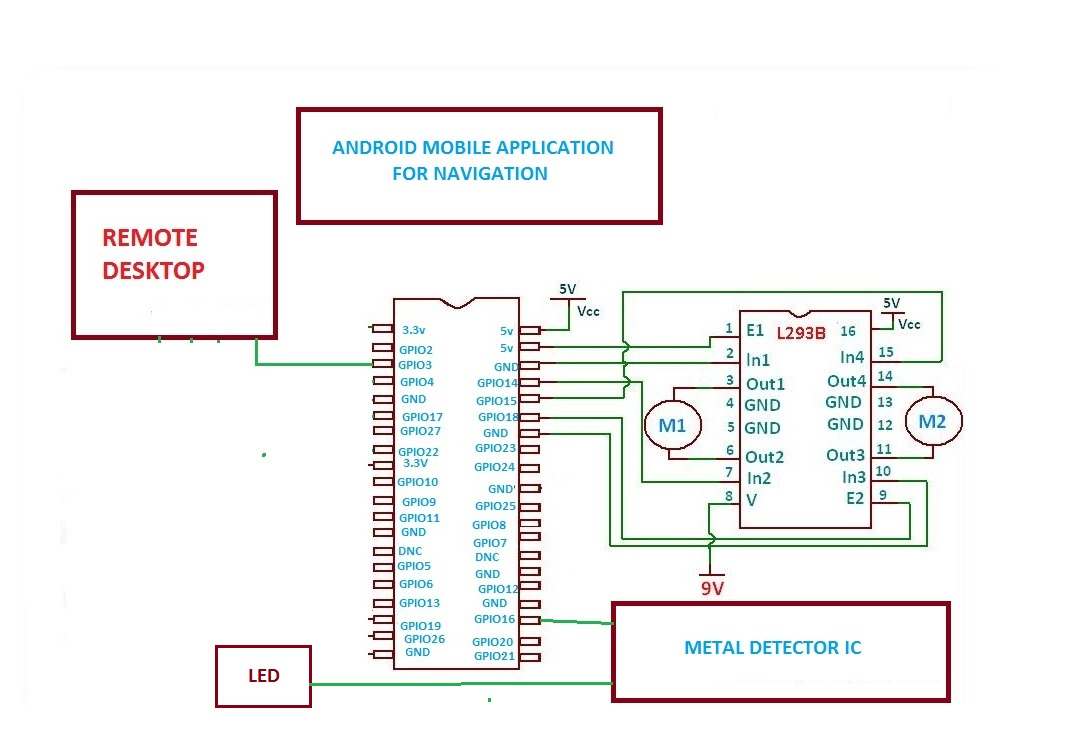 ANDROID MOBILE APPLICATION
FOR NAVIGATION
REMOTE
DESKTOP
5V
Vcc
3.3v
GPIO2
GPIO3
GPIO4
GND
GPIO17
GPIO27
GPIO22
3.3V
GPIO10
GPIO9
GPIO11
GND
DNC
GPIO5
GPIO6
GPIO13
GPIO19
GPIO26
GND
5v
5v
GND
GPIO14
GPIO15
GPIO18
GND
GPIO23
GPIO24
GND'
GPIO25
GPIO8
GPIO7
DNC
GND
GPIO12
GND
GPIO16
GPIO20
GPIO21
M1
1 E1
2 In1
3 Out1
4 GND
5 GND
6 Out2
7 In2
8 V
L293B
5V
Vcc
16
In4 15
Out4 14
GND 13
GND 12
Out3 11
In3 10
E2 9
M2
9V
METAL DETECTOR IC
LED